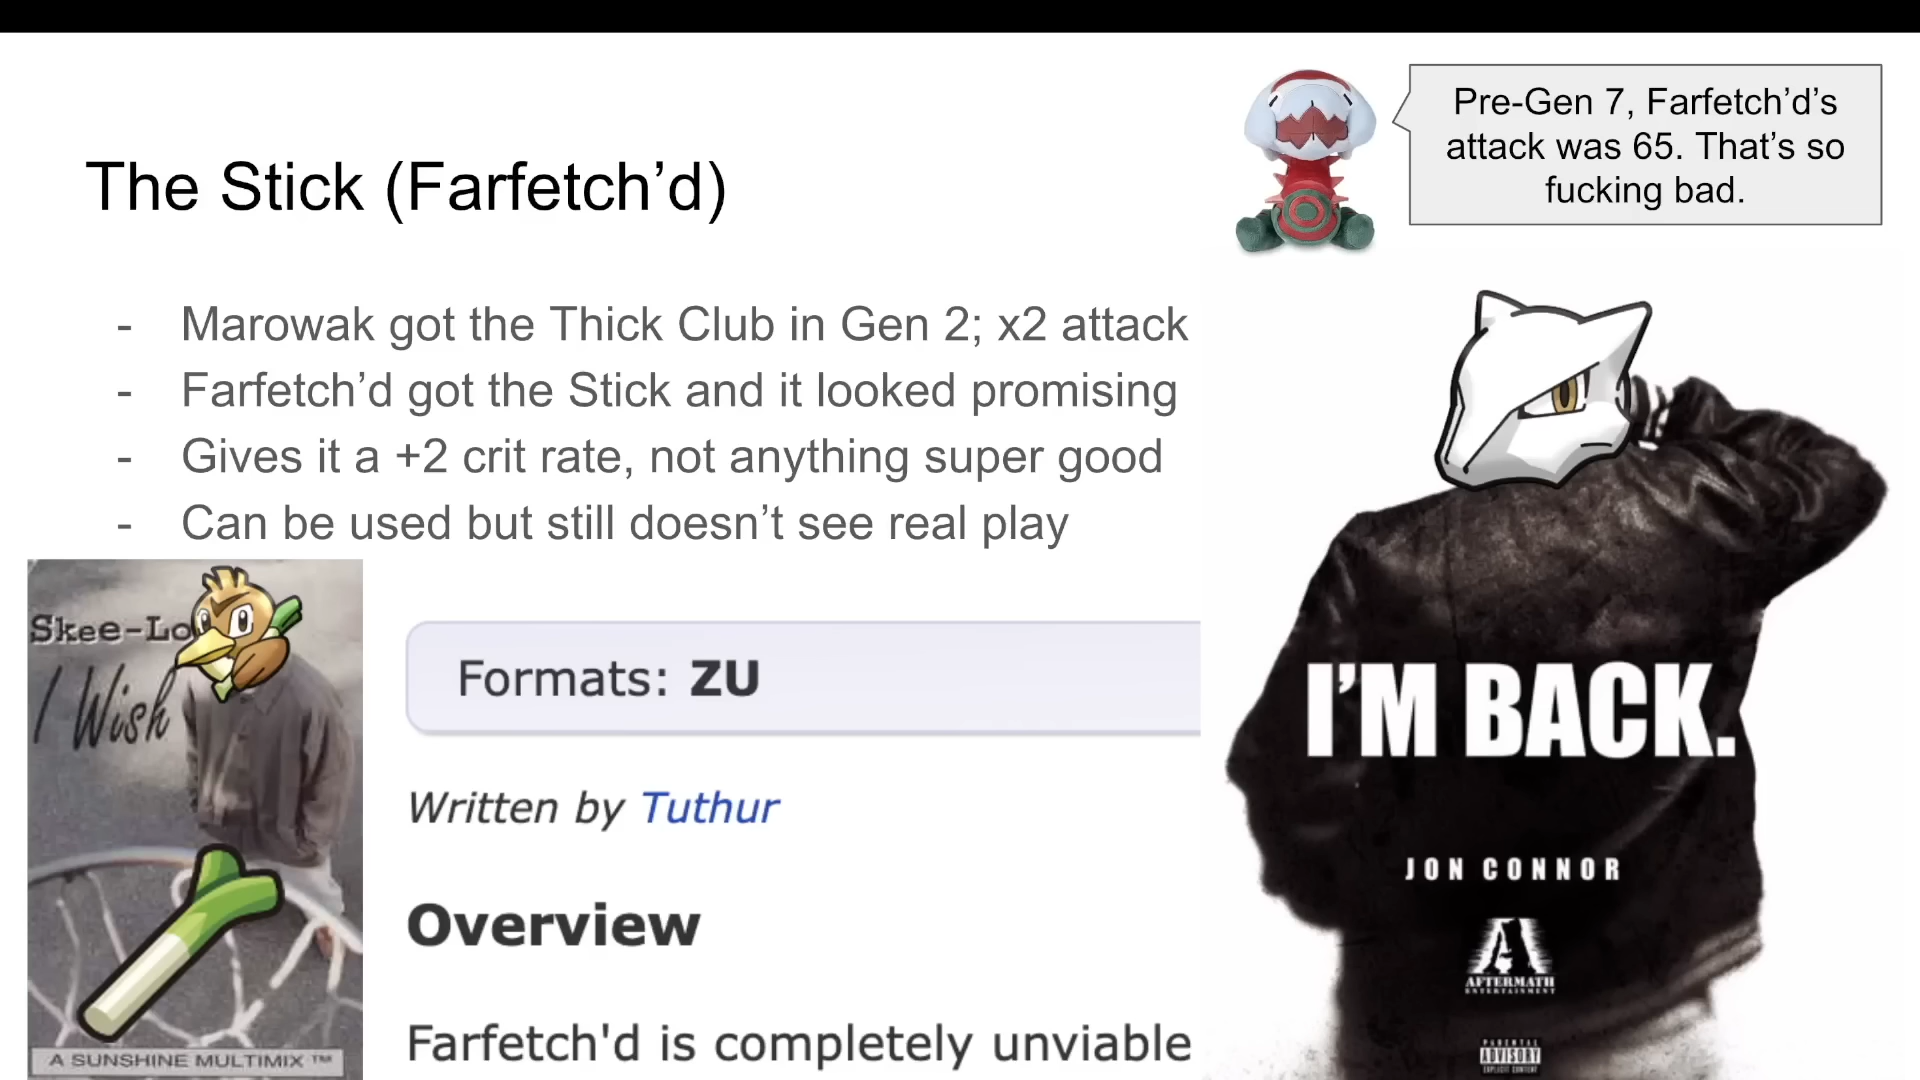 Pre-Gen 7, Farfetch’d’s
attack was 65. That’s so
fucking bad.
The Stick (Farfetch’d)
- Marowak got the Thick Club in Gen 2; x2 attack
- Farfetch’d got the Stick and it looked promising
- Gives it a +2 crit rate, not anything super good
- Can be used but still doesn’t see real play
Skee-Lo
I Wish
A SUNSHINE MULTIMIX ™
Formats: ZU
Written by Tuthur
Overview
Farfetch'd is completely unviable
I’M BACK.
JON CONNOR
AFTERMATH
ENTERTAINMENT
PARENTAL
ADVISORY
EXPLICIT CONTENT